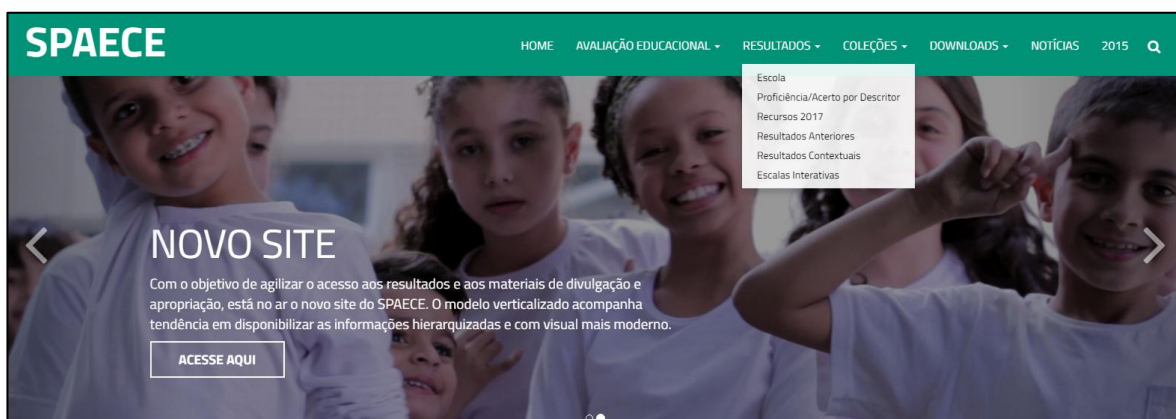 SPAECE
HOME AVALIAÇÃO EDUCACIONAL RESULTADOS COLEÇÕES DOWNLOADS NOTÍCIAS 2015
Escola
Proficiência/Acerto por Descritor
Recursos 2017
Resultados Anteriores
Resultados Contextuais
Escalas Interativas
NOVO SITE
Com o objetivo de agilizar o acesso aos resultados e aos materiais de divulgação e
apropriação, está no ar o novo site do SPAECE. O modelo verticalizado acompanha
tendência em disponibilizar as informações hierarquizadas e com visual mais moderno.
ACESSE AQUI